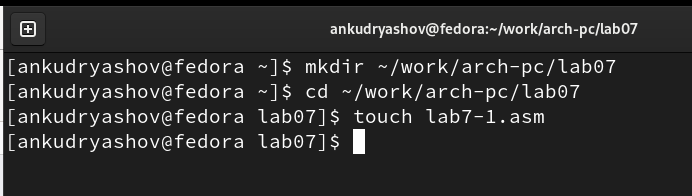 ankudryashov@fedora:~/work/arch-pc/lab07
[ankudryashov@fedora ~]$ mkdir ~/work/arch-pc/lab07
[ankudryashov@fedora ~]$ cd ~/work/arch-pc/lab07
[ankudryashov@fedora lab07]$ touch lab7-1.asm
[ankudryashov@fedora lab07]$